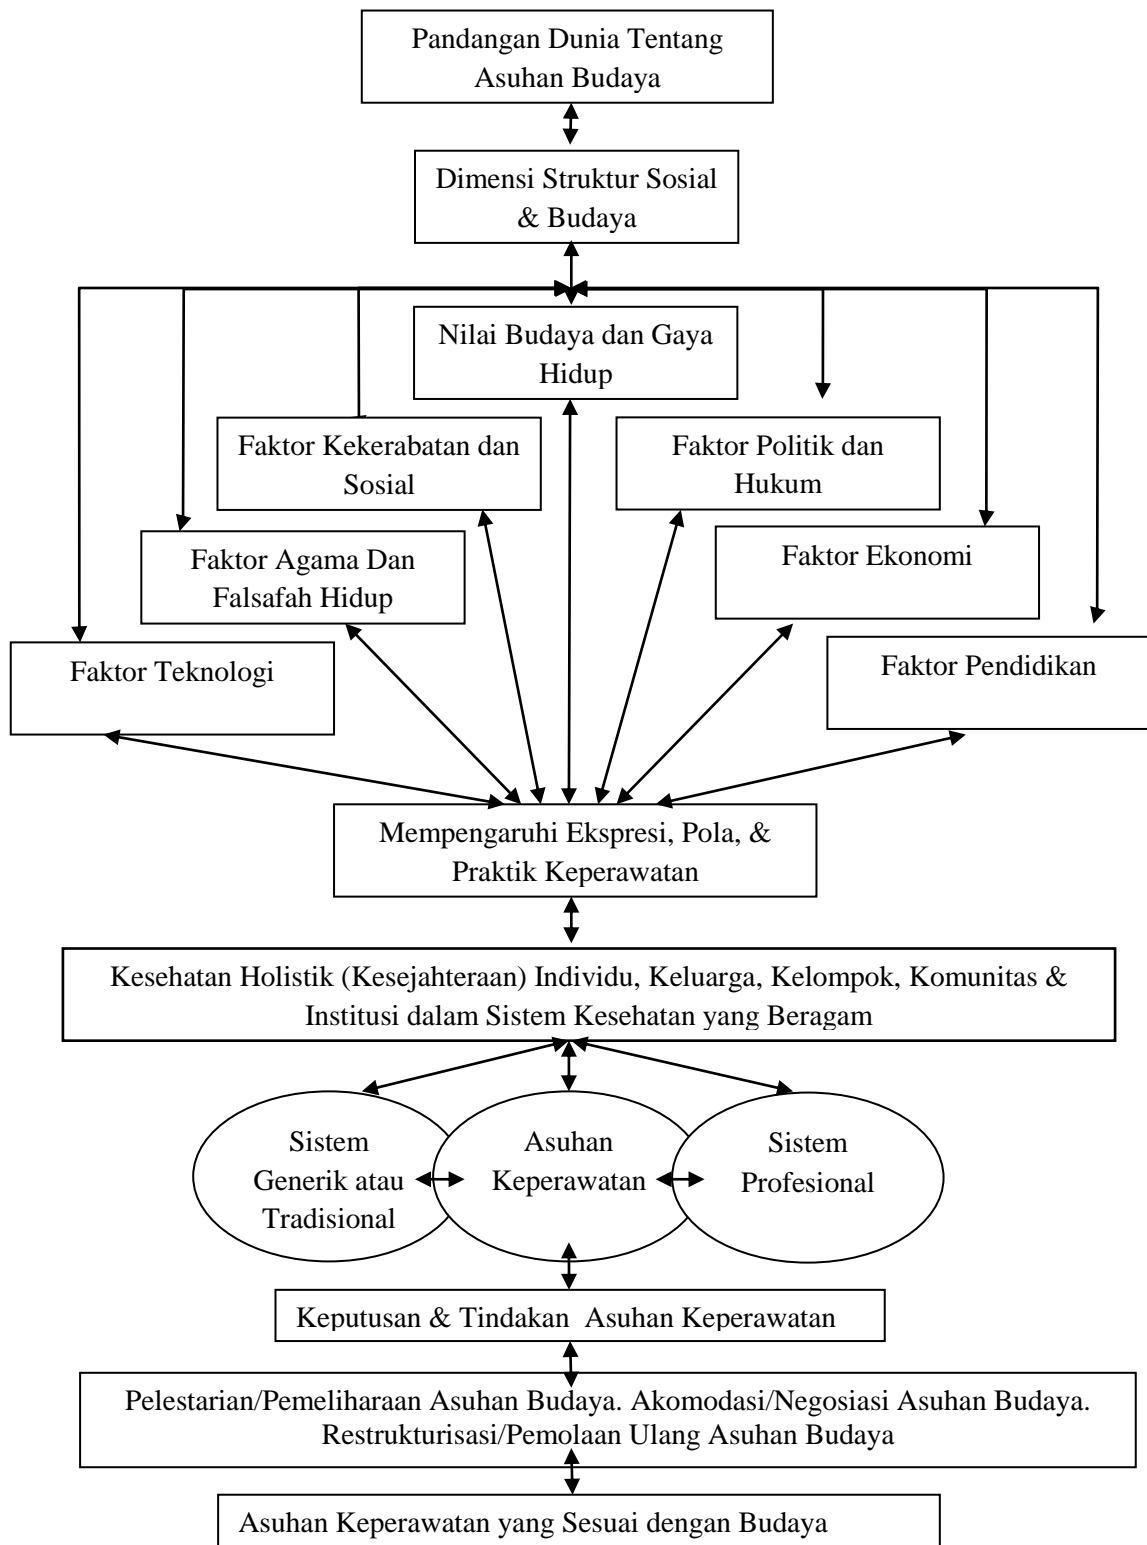 Pandangan Dunia Tentang
Asuhan Budaya
Dimensi Struktur Sosial
& Budaya
Nilai Budaya dan Gaya
Hidup
Faktor Kekerabatan dan
Sosial
Faktor Politik dan
Hukum
Faktor Agama Dan
Falsafah Hidup
Faktor Ekonomi
Faktor Teknologi
Faktor Pendidikan
Mempengaruhi Ekspresi, Pola, &
Praktik Keperawatan
Kesehatan Holistik (Kesejahteraan) Individu, Keluarga, Kelompok, Komunitas &
Institusi dalam Sistem Kesehatan yang Beragam
Sistem
Generik atau
Tradisional
Asuhan
Keperawatan
Sistem
Profesional
Keputusan & Tindakan Asuhan Keperawatan
Pelestarian/Pemeliharaan Asuhan Budaya. Akomodasi/Negosiasi Asuhan Budaya.
Restrukturisasi/Pemolaan Ulang Asuhan Budaya
Asuhan Keperawatan yang Sesuai dengan Budaya